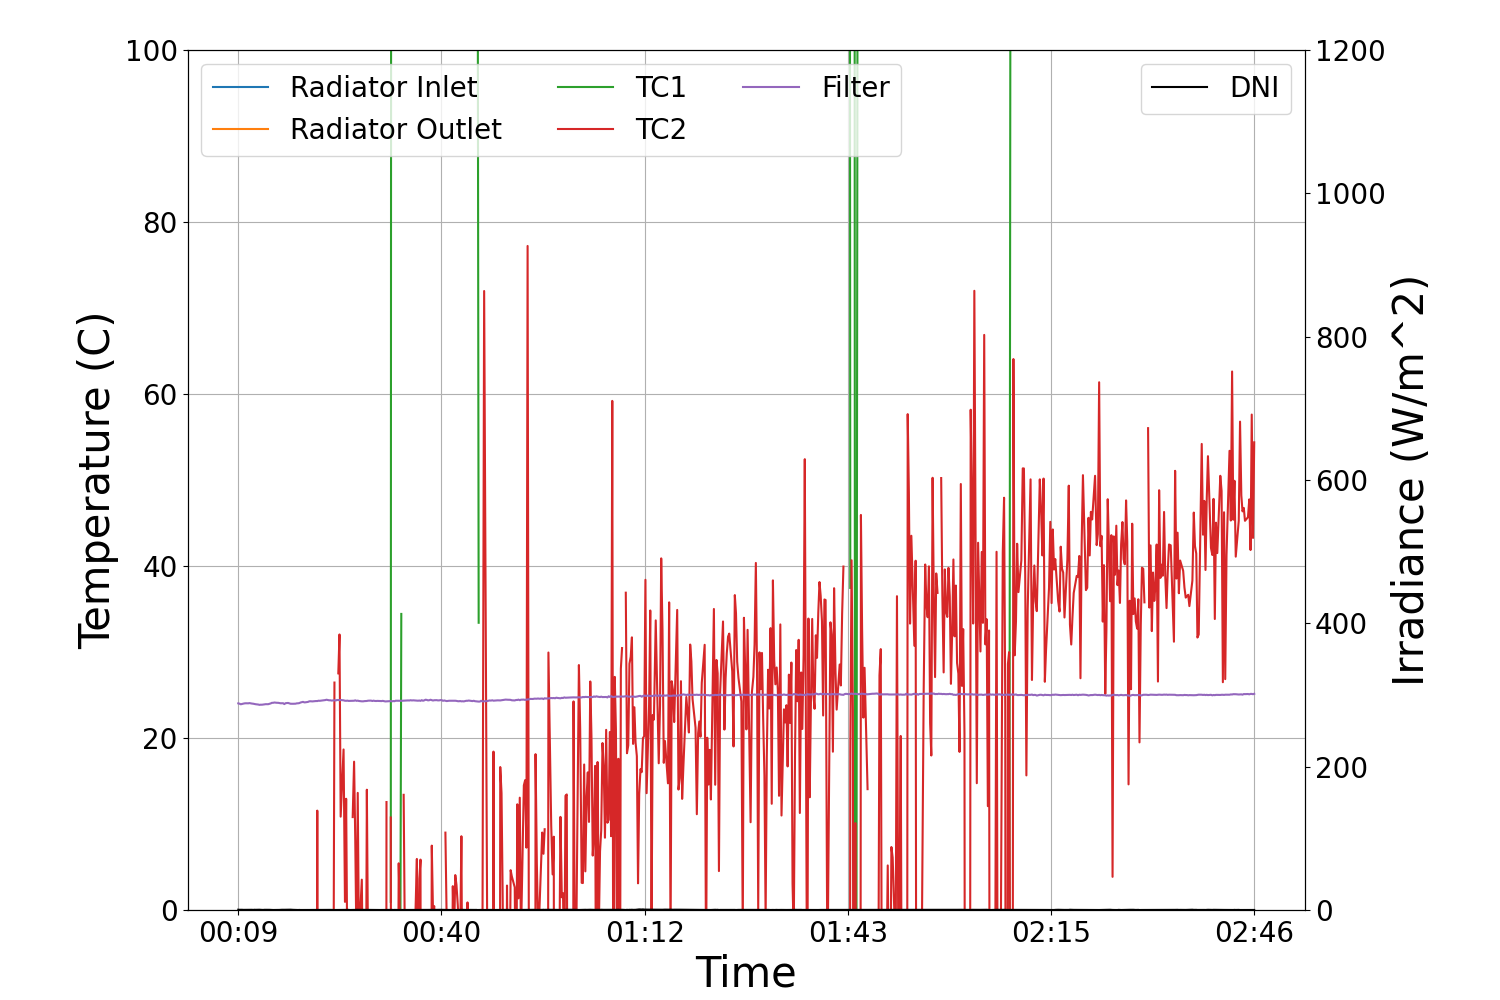 100
80
60
40
20
0
Temperature (C)
Radiator Inlet
Radiator Outlet
TC1
TC2
Filter
DNI
1200
1000
800
600
400
200
0
Irradiance (W/m^2)
00:09 00:40 01:12 01:43 02:15 02:46
Time